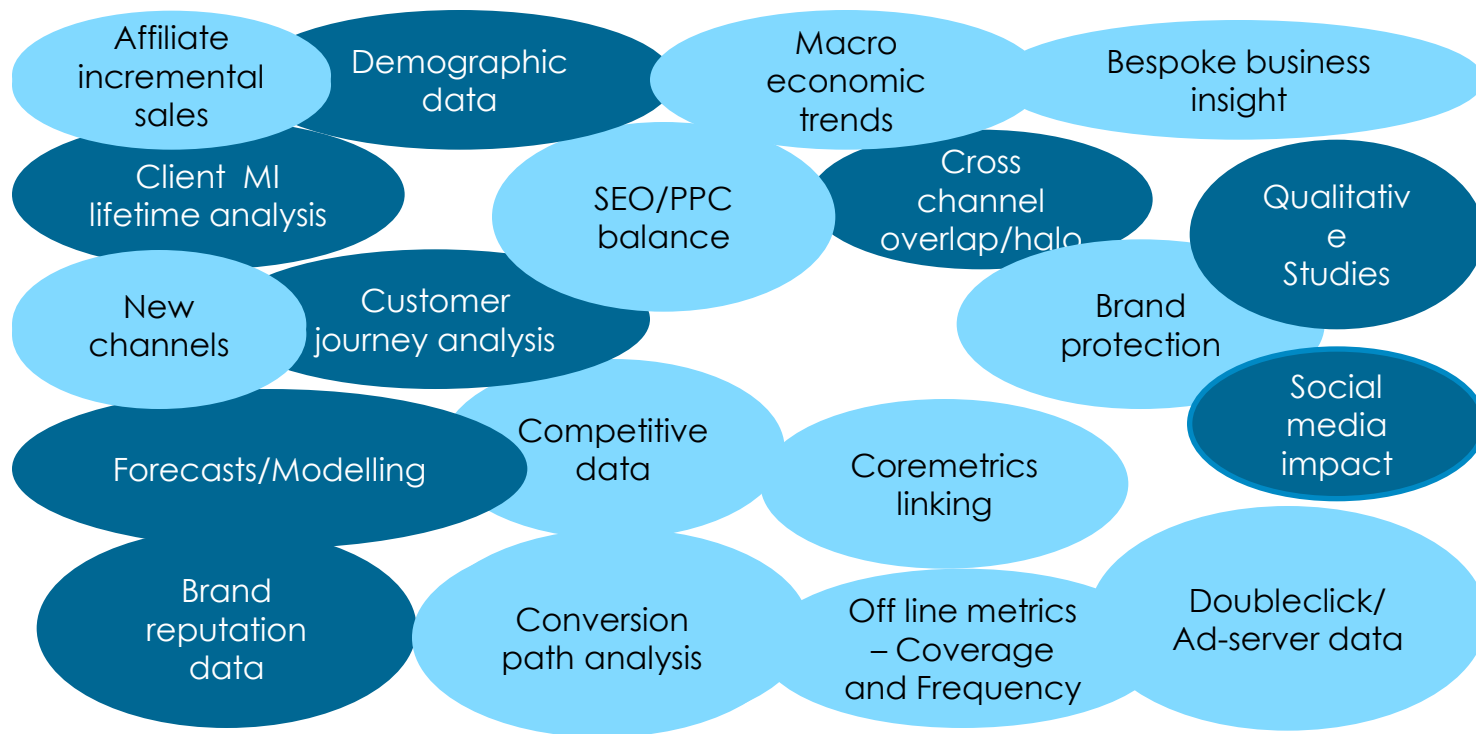 Affiliate
incremental
sales
Demographic
data
Macro
economic
trends
Bespoke business
insight
Client  MI
lifetime analysis
SEO/PPC
balance
Cross
channel
overlap/halo
Qualitativ
e
Studies
New
channels
Customer
journey analysis
Brand
protection
Social
media
impact
Forecasts/Modelling
Competitive
data
Coremetrics
linking
Brand
reputation
data
Conversion
path analysis
Off line metrics
– Coverage
and Frequency
Doubleclick/
Ad-server data